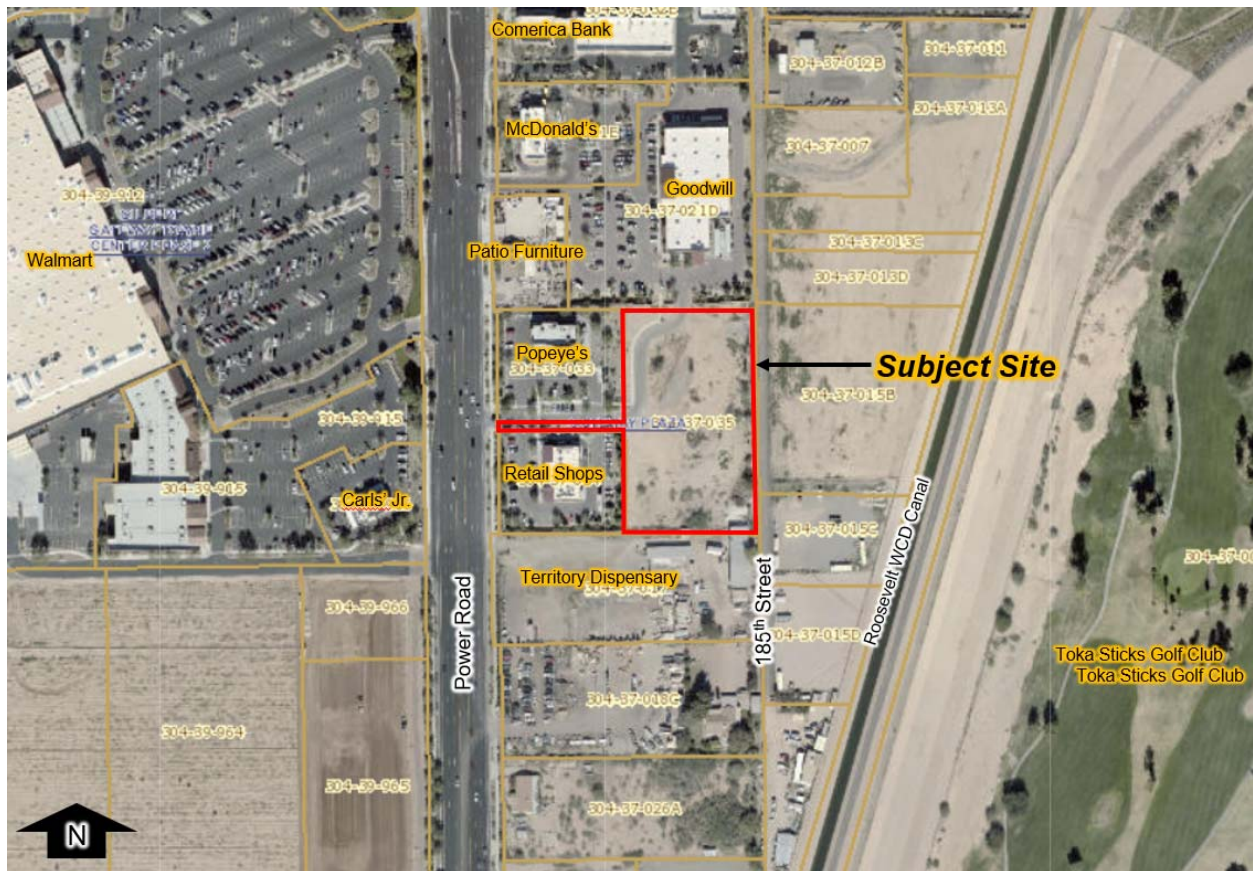 Comerica Bank
304-37-012B
304-37-011
304-37-013A
McDonald's
304-37-007
Goodwill
304-39-912
304-37-021D
Walmart
Patio Furniture
304-37-013C
304-37-013D
Popeye's
304-37-033
Subject Site
304-37-015B
304-39-915
37-035
Retail Shops
304-39-905
Carls' Jr.
304-37-015C
Roosevelt WCD Canal
Territory Dispensary
304-39-966
185th Street
304-37-015D
Power Road
Toka Sticks Golf Club
Toka Sticks Golf Club
304-37-018G
304-39-964
304-39-965
304-37-026A
N